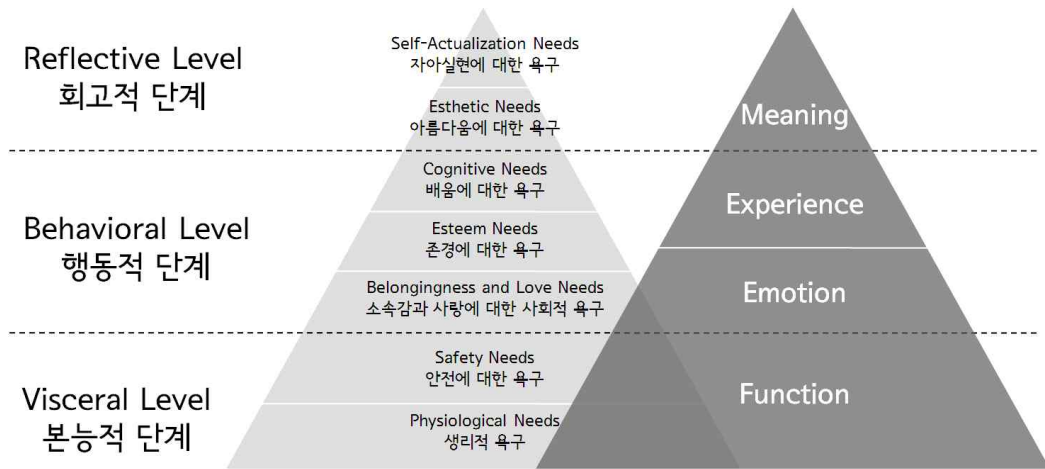 Reflective Level
회고적 단계
Self-Actualization Needs
자아실현에 대한 욕구
Esthetic Needs
아름다움에 대한 욕구
Meaning
Behavioral Level
행동적 단계
Cognitive Needs
배움에 대한 욕구
Esteem Needs
존경에 대한 욕구
Belongingness and Love Needs
소속감과 사랑에 대한 사회적 욕구
Experience
Emotion
Visceral Level
본능적 단계
Safety Needs
안전에 대한 욕구
Physiological Needs
생리적 욕구
Function